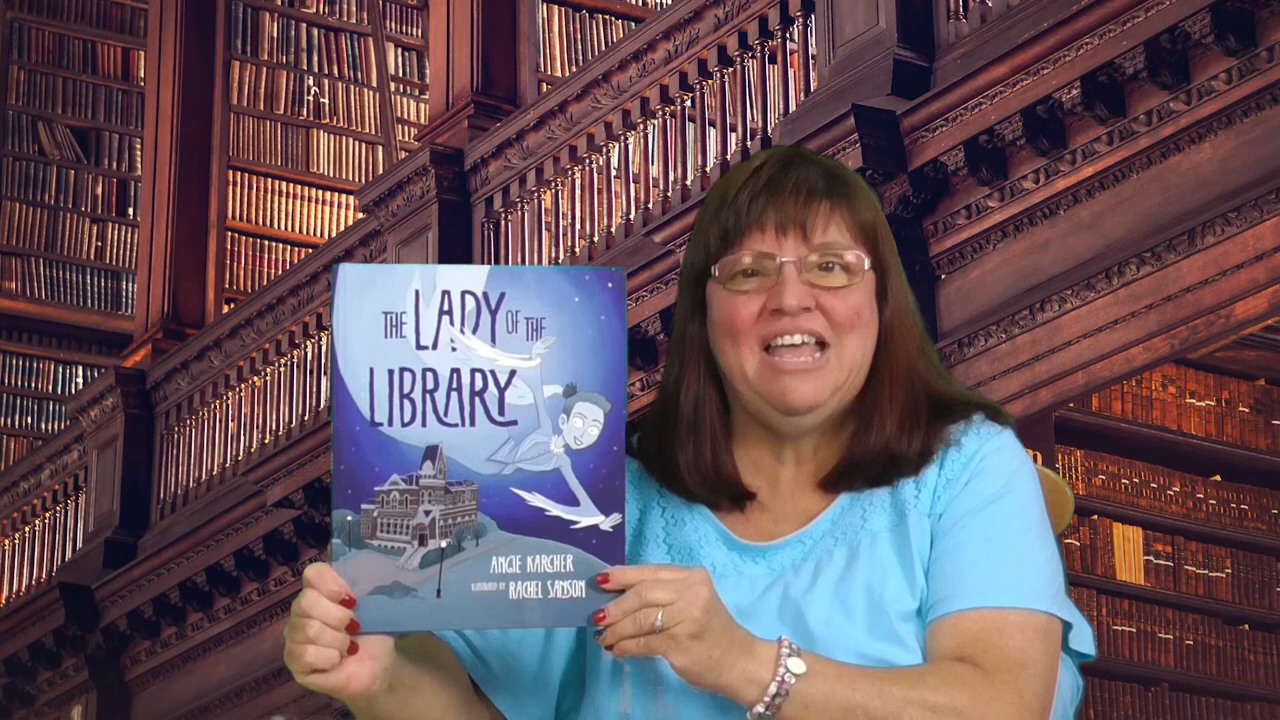 THE LADY OF THE
LIBRARY
ANGIE KARCHER
ILLUSTRATED BY RACHEL SANSON